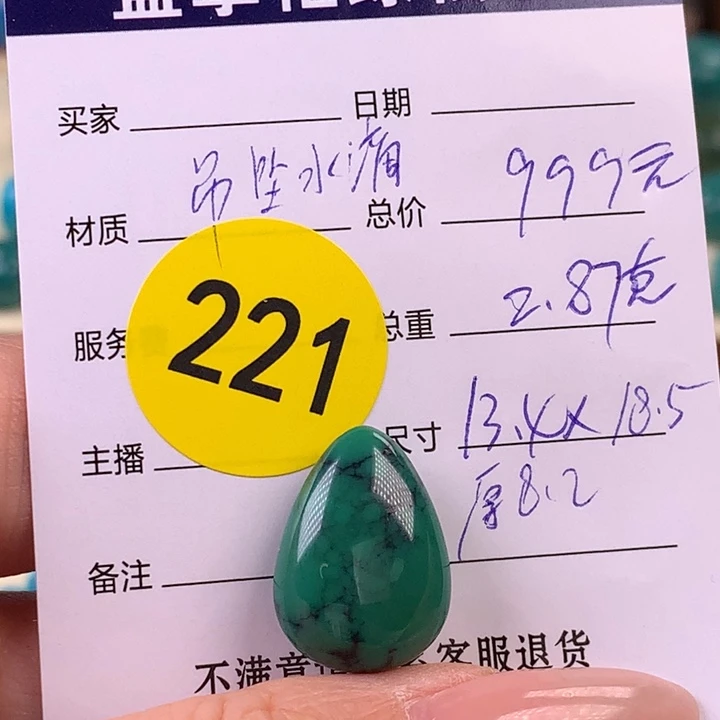 买家 日期
吊坠水滴 999元
材质 总价
2.87克
服务费 总重
221
13.4x18.5
主播 尺寸
厚8.2
备注
不满意 客服退货